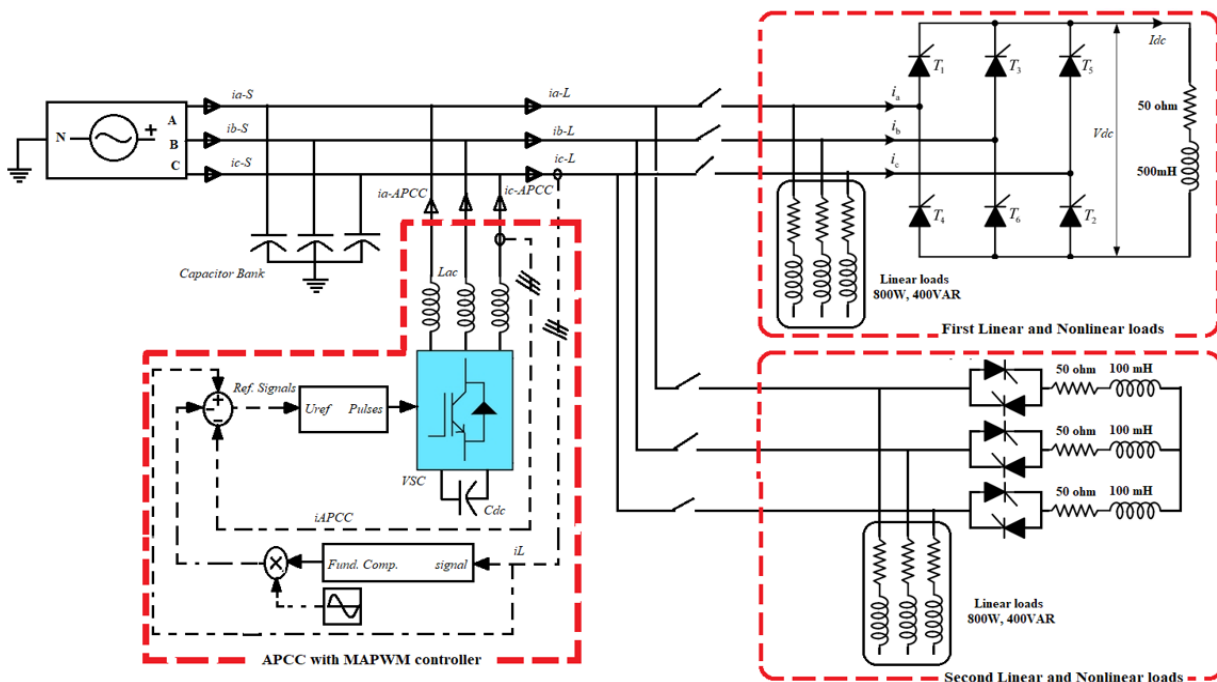 Idc
T1
T3
T5
ia-S
ia-L
ia
50 ohm
A
N
+
B
ib-S
ib-L
ib
Vdc
C
ic-S
ic-L
ic
500mH
ia-APCC
ic-APCC
T4
T6
T2
Capacitor Bank
Lac
Linear loads
800W, 400VAR
First Linear and Nonlinear loads
50 ohm
100 mH
Ref. Signals
+
-
-
Uref
Pulses
50 ohm
100 mH
VSC
Cdc
50 ohm
100 mH
iAPCC
iL
Fund. Comp.
signal
X
Linear loads
800W, 400VAR
APCC with MAPWM controller
Second Linear and Nonlinear loads